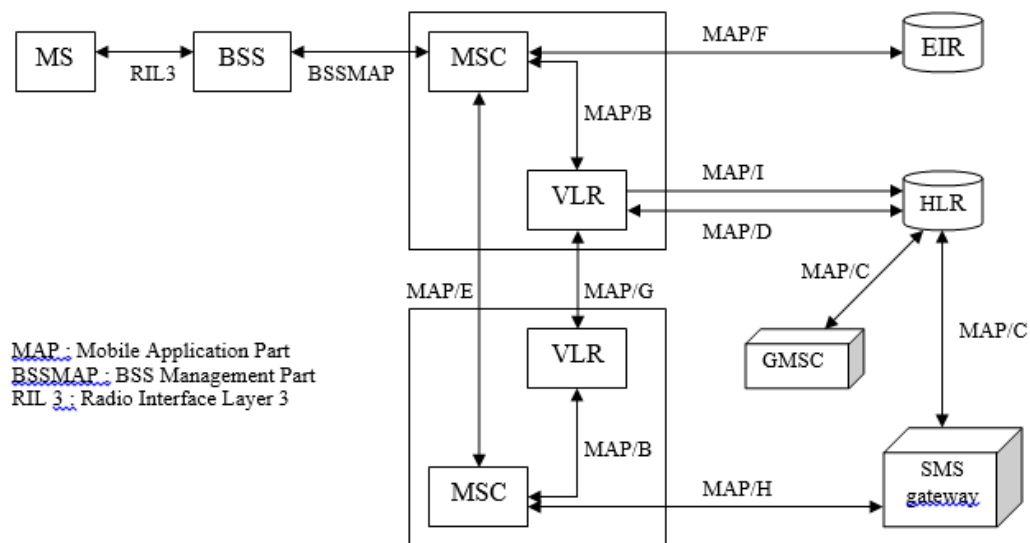 MS
RIL3
BSS
BSSMAP
MSC
MAP/F
EIR
MAP/B
VLR
MAP/I
HLR
MAP/D
MAP/C
MAP/E
MAP/G
MAP/C
GMSC
VLR
MAP : Mobile Application Part
BSSMAP : BSS Management Part
RIL 3 : Radio Interface Layer 3
MAP/B
MSC
MAP/H
SMS
gateway